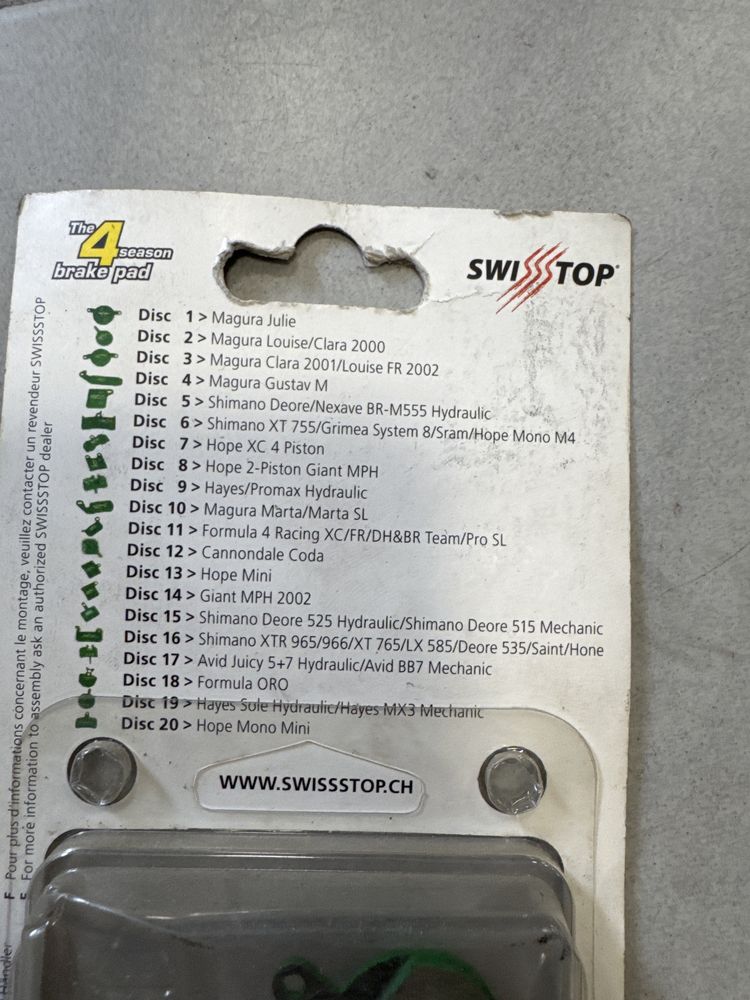 The 4 season
brake pad
SWISSSTOP®
Disc 1 > Magura Julie
Disc 2 > Magura Louise/Clara 2000
Disc 3 > Magura Clara 2001/Louise FR 2002
Disc 4 > Magura Gustav M
Disc 5 > Shimano Deore/Nexave BR-M555 Hydraulic
Disc 6 > Shimano XT 755/Grimea System 8/Sram/Hope Mono M4
Disc 7 > Hope XC 4 Piston
Disc 8 > Hope 2-Piston Giant MPH
Disc 9 > Hayes/Promax Hydraulic
Disc 10 > Magura Marta/Marta SL
Disc 11 > Formula 4 Racing XC/FR/DH&BR Team/Pro SL
Disc 12 > Cannondale Coda
Disc 13 > Hope Mini
Disc 14 > Giant MPH 2002
Disc 15 > Shimano Deore 525 Hydraulic/Shimano Deore 515 Mechanic
Disc 16 > Shimano XTR 965/966/XT 765/LX 585/Deore 535/Saint/Hone
Disc 17 > Avid Juicy 5+7 Hydraulic/Avid BB7 Mechanic
Disc 18 > Formula ORO
Disc 19 > Hayes Sole Hydraulic/Hayes MX3 Mechanic
Disc 20 > Hope Mono Mini
WWW.SWISSSTOP.CH
F Pour plus d'informations concernant le montage, veuillez contacter un revendeur SWISSSTOP
E For more information to assembly ask an authorized SWISSSTOP dealer
Händler